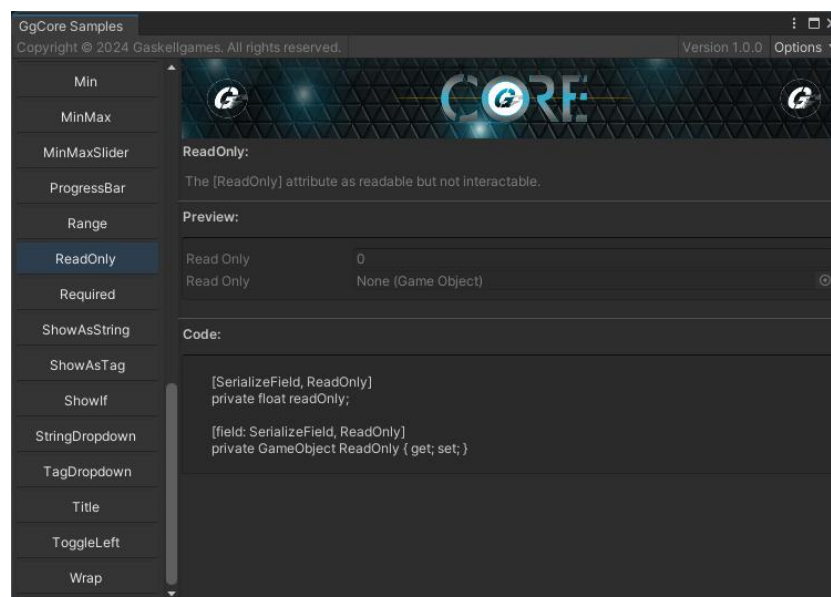 GgCore Samples
Copyright © 2024 Gaskellgames. All rights reserved.
Version 1.0.0
Options
Min
MinMax
MinMaxSlider
ProgressBar
Range
ReadOnly
Required
ShowAsString
ShowAsTag
ShowIf
StringDropdown
TagDropdown
Title
ToggleLeft
Wrap
G
CGRE
G
ReadOnly:
The [ReadOnly] attribute as readable but not interactable.
Preview:
Read Only 0
Read Only None (Game Object)
Code:
[SerializeField, ReadOnly]
private float readOnly;
[field: SerializeField, ReadOnly]
private GameObject ReadOnly { get; set; }